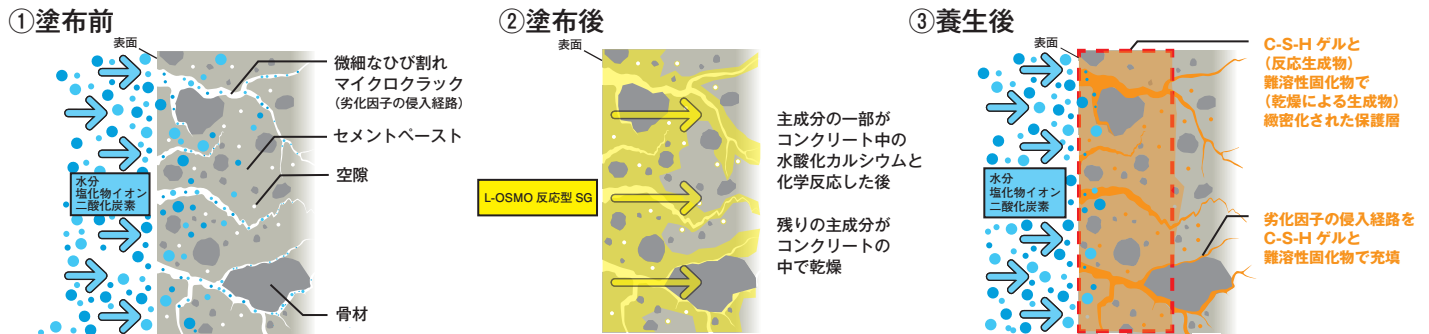 ①塗布前
表面
微細なひび割れ
マイクロクラック
(劣化因子の侵入経路)
セメントペースト
空隙
水分
塩化物イオン
二酸化炭素
骨材
②塗布後
表面
L-OSMO 反応型 SG
主成分の一部が
コンクリート中の
水酸化カルシウムと
化学反応した後
残りの主成分が
コンクリートの
中で乾燥
③養生後
表面
C-S-H ゲルと
(反応生成物)
難溶性固化物で
(乾燥による生成物)
緻密化された保護層
水分
塩化物イオン
二酸化炭素
劣化因子の侵入経路を
C-S-H ゲルと
難溶性固化物で充填